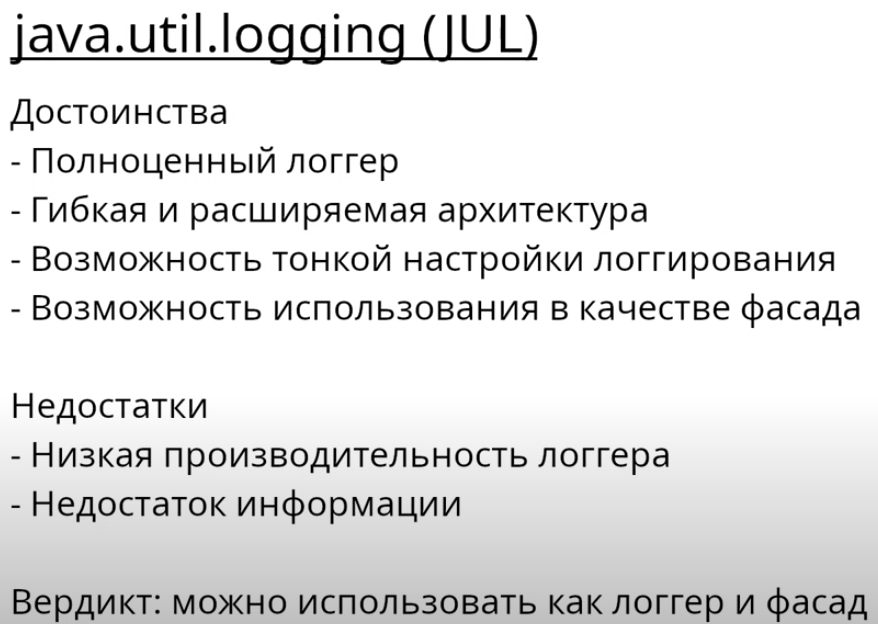 java.util.logging (JUL)
Достоинства
- Полноценный логгер
- Гибкая и расширяемая архитектура
- Возможность тонкой настройки логгирования
- Возможность использования в качестве фасада
Недостатки
- Низкая производительность логгера
- Недостаток информации
Вердикт: можно использовать как логгер и фасад